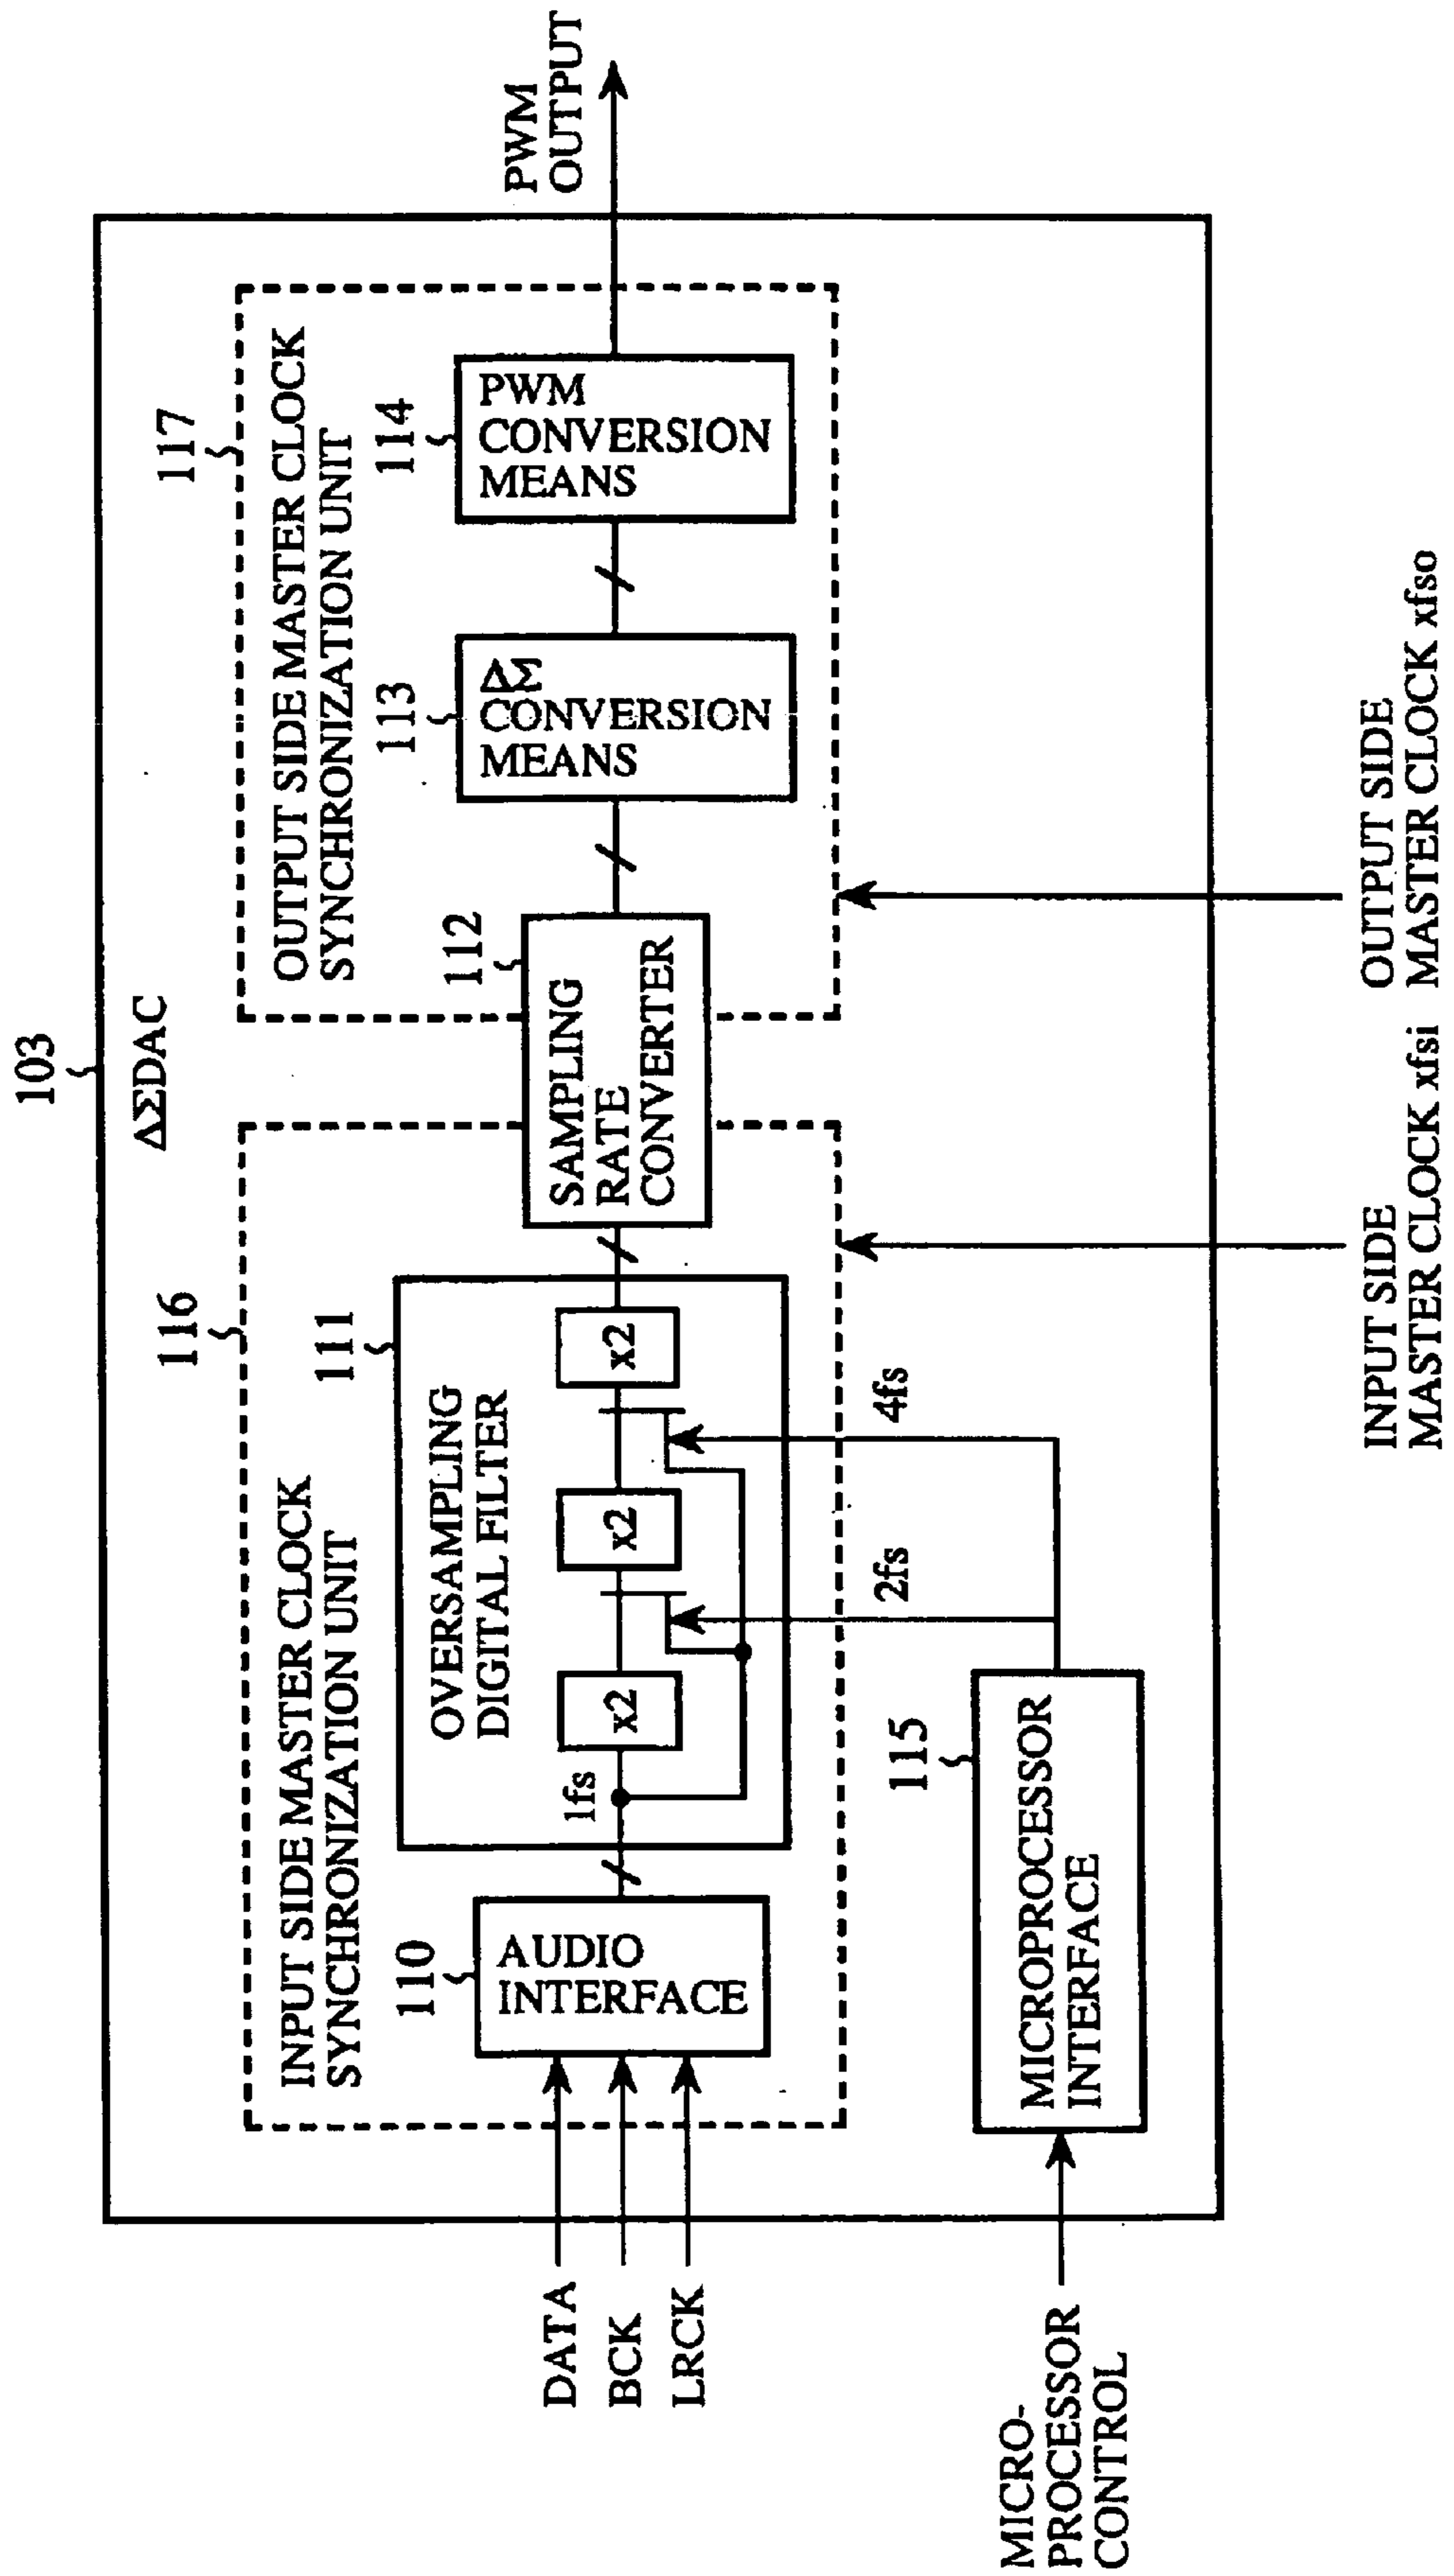 103
ΔΣDAC
116
INPUT SIDE MASTER CLOCK
SYNCHRONIZATION UNIT
117
OUTPUT SIDE MASTER CLOCK
SYNCHRONIZATION UNIT
DATA
BCK
LRCK
110
AUDIO
INTERFACE
111
OVERSAMPLING
DIGITAL FILTER
1fs
x2
x2
x2
112
SAMPLING
RATE
CONVERTER
113
ΔΣ
CONVERSION
MEANS
114
PWM
CONVERSION
MEANS
PWM
OUTPUT
2fs
4fs
MICRO-
PROCESSOR
CONTROL
115
MICROPROCESSOR
INTERFACE
INPUT SIDE
MASTER CLOCK xfsi
OUTPUT SIDE
MASTER CLOCK xfso